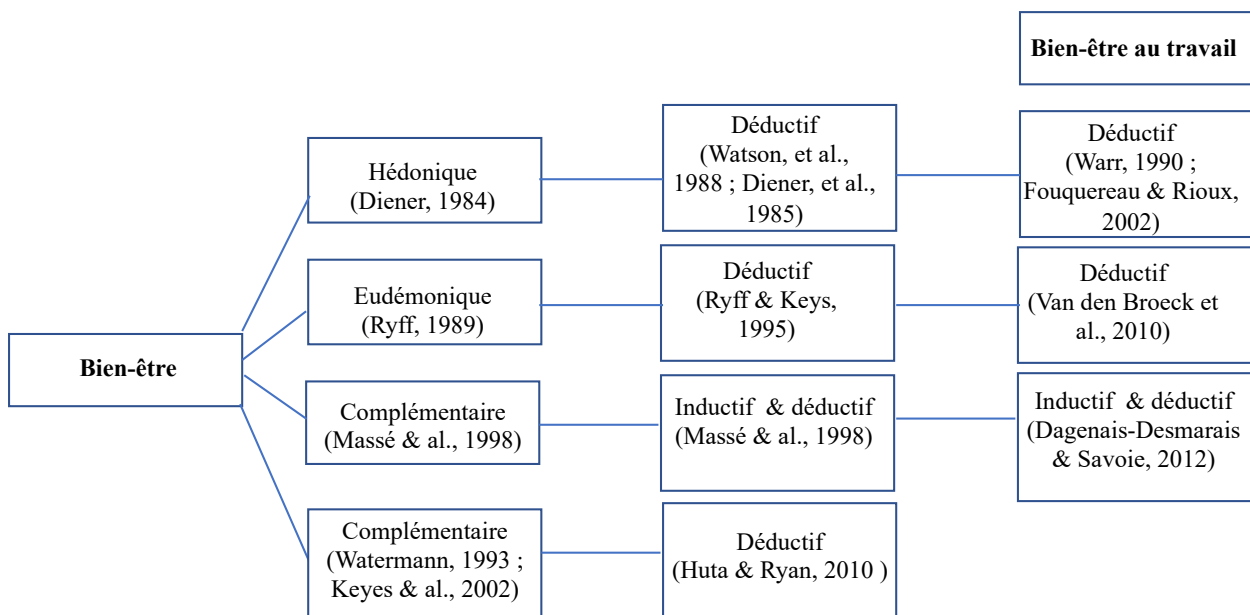 Bien-être au travail
Hédonique
(Diener, 1984)
Déductif
(Watson, et al.,
1988 ; Diener, et al.,
1985)
Déductif
(Warr, 1990 ;
Fouquereau & Rioux,
2002)
Eudémonique
(Ryff, 1989)
Déductif
(Ryff & Keys,
1995)
Déductif
(Van den Broeck et
al., 2010)
Bien-être
Complémentaire
(Massé & al., 1998)
Inductif & déductif
(Massé & al., 1998)
Inductif & déductif
(Dagenais-Desmarais
& Savoie, 2012)
Complémentaire
(Watermann, 1993 ;
Keyes & al., 2002)
Déductif
(Huta & Ryan, 2010 )